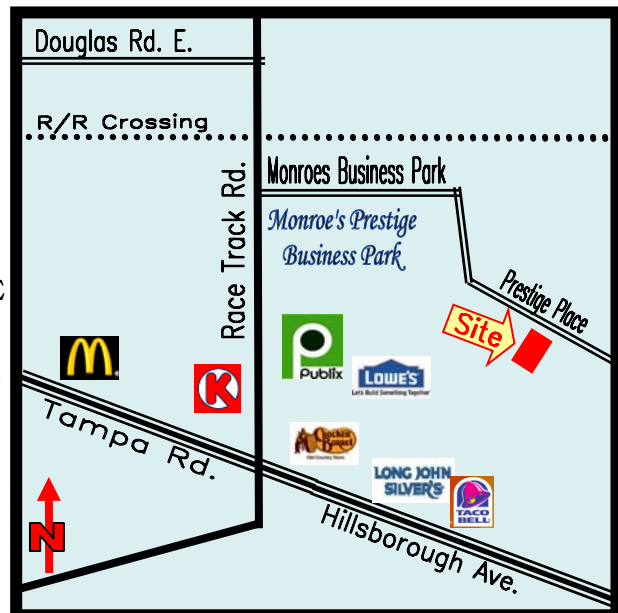 Douglas Rd. E.
R/R Crossing
Race Track Rd.
Monroes Business Park
Monroe's Prestige
Business Park
Prestige Place
Site
E
M
K
P
Publix
LOWE'S
Let's Build Something Together
Cracker
Barrel
Old Country Store
LONG JOHN
SILVER'S
TACO
BELL
Tampa Rd.
Hillsborough Ave.
N